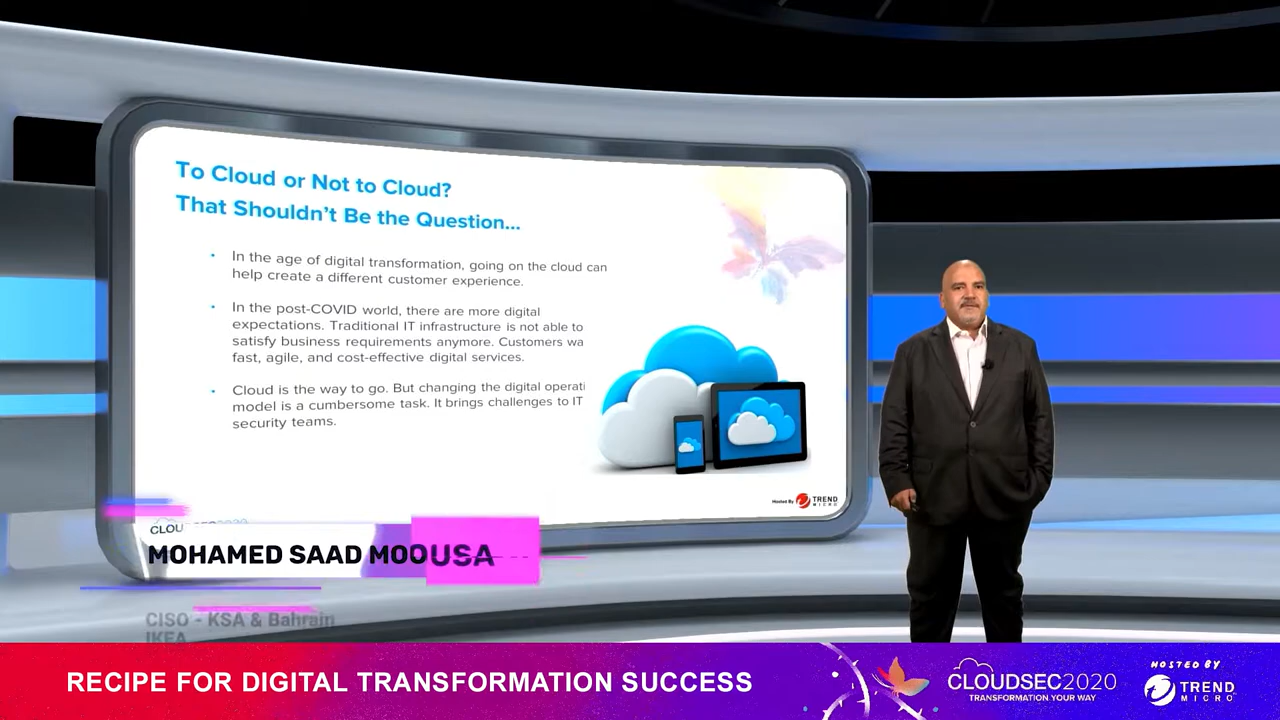 To Cloud or Not to Cloud?
That Shouldn't Be the Question...
• In the age of digital transformation, going on the cloud can
help create a different customer experience.
• In the post-COVID world, there are more digital
expectations. Traditional IT infrastructure is not able to
satisfy business requirements anymore. Customers wa
fast, agile, and cost-effective digital services.
• Cloud is the way to go. But changing the digital operati
model is a cumbersome task. It brings challenges to IT
security teams.
Hosted By TREND
MICRO
MOHAMED SAAD MOOUSA
CISO - KSA & Bahrain
IKEA
RECIPE FOR DIGITAL TRANSFORMATION SUCCESS
CLOUDSEC2020
TRANSFORMATION YOUR WAY
HOSTED BY
TREND
MICRO